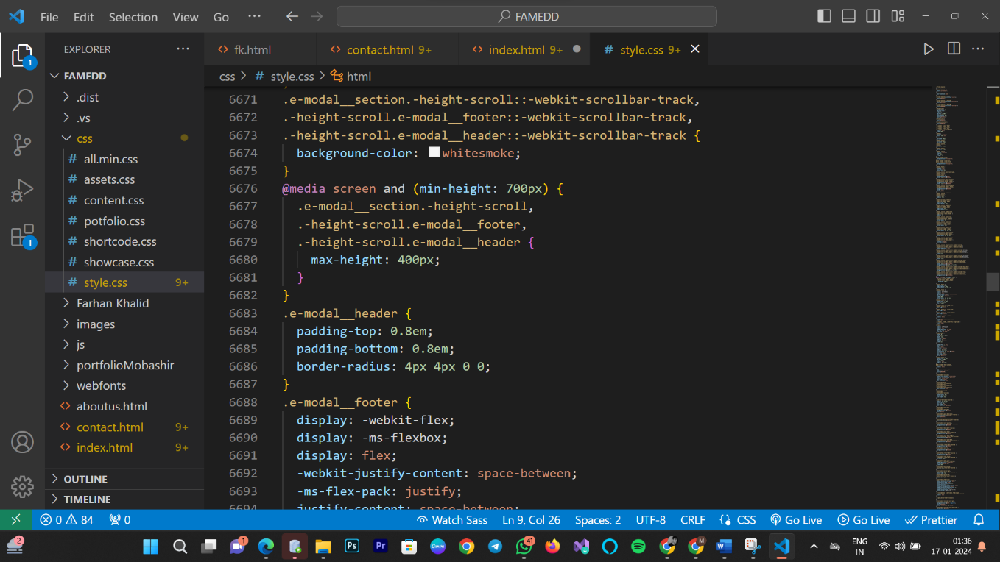 File Edit Selection View Go ··· FAMEDD
EXPLORER ···
fk.html contact.html 9+ index.html 9+ style.css 9+
css > # style.css > html
FAMEDD
.dist
.vs
css
# all.min.css
# assets.css
# content.css
# potfolio.css
# shortcode.css
# showcase.css
# style.css 9+
Farhan Khalid
images
js
portfolioMobashir
webfonts
aboutus.html
contact.html 9+
index.html 9+
OUTLINE
TIMELINE
6671 .e-modal__section.-height-scroll::-webkit-scrollbar-track,
6672 .-height-scroll.e-modal__footer::-webkit-scrollbar-track,
6673 .-height-scroll.e-modal__header::-webkit-scrollbar-track {
6674 background-color: whitesmoke;
6675 }
6676 @media screen and (min-height: 700px) {
6677 .e-modal__section.-height-scroll,
6678 .-height-scroll.e-modal__footer,
6679 .-height-scroll.e-modal__header {
6680 max-height: 400px;
6681 }
6682 }
6683 .e-modal__header {
6684 padding-top: 0.8em;
6685 padding-bottom: 0.8em;
6686 border-radius: 4px 4px 0 0;
6687 }
6688 .e-modal__footer {
6689 display: -webkit-flex;
6690 display: -ms-flexbox;
6691 display: flex;
6692 -webkit-justify-content: space-between;
6693 -ms-flex-pack: justify;
6694 justify-content: space-between;
0 84 0 Watch Sass Ln 9, Col 26 Spaces: 2 UTF-8 CRLF CSS Go Live Go Live Prettier
ENG
IN
01:36
17-01-2024